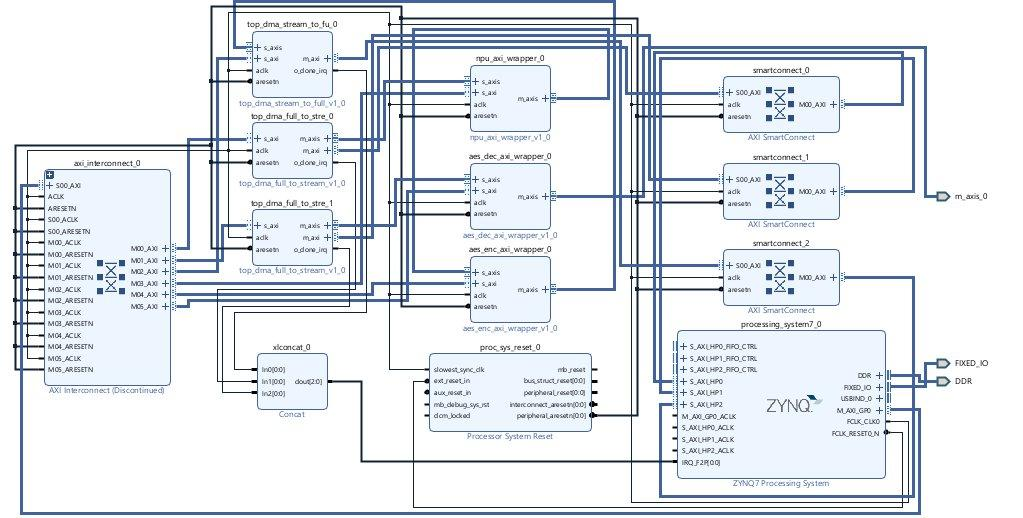 top_dma_stream_to_fu_0
s_axis
s_axi
aclk
aresetn
m_axi
o_done_irq
top_dma_stream_to_full_v1_0
top_dma_full_to_stre_0
s_axi
aclk
aresetn
m_axis
m_axi
o_done_irq
top_dma_full_to_stream_v1_0
top_dma_full_to_stre_1
s_axi
aclk
aresetn
m_axis
m_axi
o_done_irq
top_dma_full_to_stream_v1_0
axi_interconnect_0
S00_AXI
ACLK
ARESETN
S00_ACLK
S00_ARESETN
M00_ACLK
M00_ARESETN
M01_ACLK
M01_ARESETN
M02_ACLK
M02_ARESETN
M03_ACLK
M03_ARESETN
M04_ACLK
M04_ARESETN
M05_ACLK
M05_ARESETN
M00_AXI
M01_AXI
M02_AXI
M03_AXI
M04_AXI
M05_AXI
AXI Interconnect (Discontinued)
npu_axi_wrapper_0
s_axis
s_axi
aclk
aresetn
m_axis
npu_axi_wrapper_v1_0
aes_dec_axi_wrapper_0
s_axis
s_axi
aclk
aresetn
m_axis
aes_dec_axi_wrapper_v1_0
aes_enc_axi_wrapper_0
s_axis
s_axi
aclk
aresetn
m_axis
aes_enc_axi_wrapper_v1_0
smartconnect_0
S00_AXI
aclk
aresetn
M00_AXI
AXI SmartConnect
smartconnect_1
S00_AXI
aclk
aresetn
M00_AXI
AXI SmartConnect
smartconnect_2
S00_AXI
aclk
aresetn
M00_AXI
AXI SmartConnect
m_axis_0
xlconcat_0
In0[0:0]
In1[0:0]
In2[0:0]
dout[2:0]
Concat
proc_sys_reset_0
slowest_sync_clk
ext_reset_in
aux_reset_in
mb_debug_sys_rst
dcm_locked
mb_reset
bus_struct_reset[0:0]
peripheral_reset[0:0]
interconnect_aresetn[0:0]
peripheral_aresetn[0:0]
Processor System Reset
processing_system7_0
S_AXI_HP0_FIFO_CTRL
S_AXI_HP1_FIFO_CTRL
S_AXI_HP2_FIFO_CTRL
S_AXI_HP0
S_AXI_HP1
S_AXI_HP2
M_AXI_GP0_ACLK
S_AXI_HP0_ACLK
S_AXI_HP1_ACLK
S_AXI_HP2_ACLK
IRQ_F2P[0:0]
ZYNQ
DDR
FIXED_IO
USBIND_0
M_AXI_GP0
FCLK_CLK0
FCLK_RESET0_N
ZYNQ7 Processing System
FIXED_IO
DDR